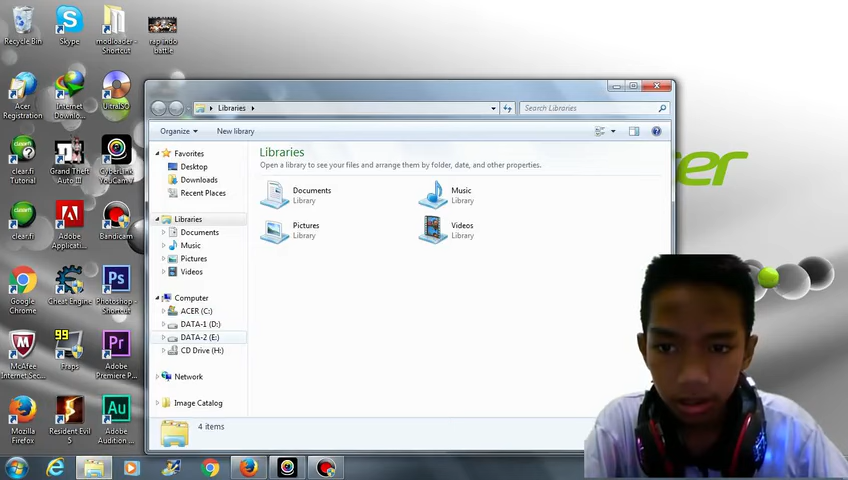 Recycle Bin
Skype
modloader -
Shortcut
rap indo
battle
Acer
Registration
Internet
Downlo...
UltraISO
clear.fi
Tutorial
Grand Theft
Auto III
CyberLink
YouCam 7
clear.fi
Adobe
Applicati...
Bandicam
Google
Chrome
Cheat Engine
Photoshop -
Shortcut
McAfee
Internet Sec...
99
Fraps
Adobe
Premiere P...
Mozilla
Firefox
Resident Evil
5
Adobe
Audition ...
Libraries
Search Libraries
Organize
New library
Favorites
Desktop
Downloads
Recent Places
Libraries
Documents
Music
Pictures
Videos
Computer
ACER (C:)
DATA-1 (D:)
DATA-2 (E:)
CD Drive (H:)
Network
Image Catalog
Libraries
Open a library to see your files and arrange them by folder, date, and other properties.
Documents
Library
Music
Library
Pictures
Library
Videos
Library
4 items